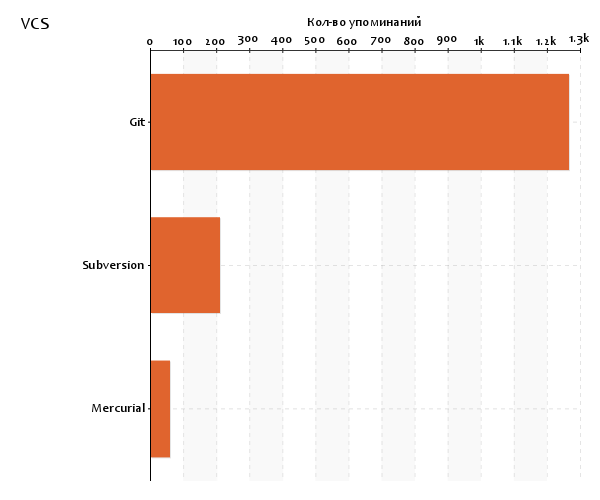 VCS
Кол-во упоминаний
0 100 200 300 400 500 600 700 800 900 1k 1.1k 1.2k 1.3k
Git
Subversion
Mercurial